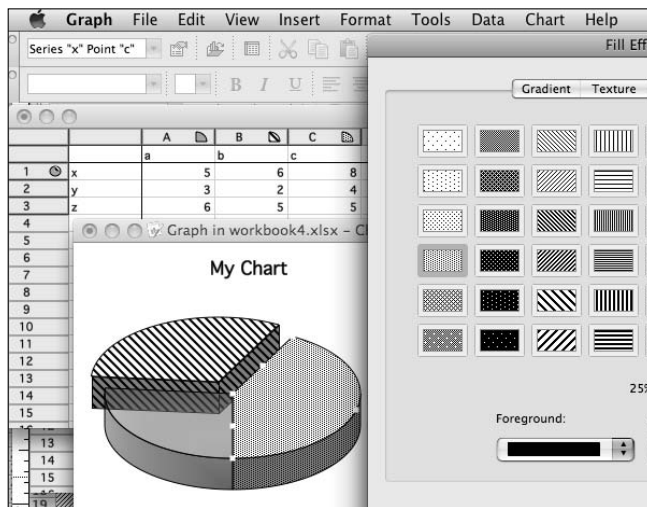 Graph File Edit View Insert Format Tools Data Chart Help
Series "x" Point "c"
Fill Eff
B I U
Gradient Texture
A B C
a b c
1 x 5 6 8
2 y 3 2 4
3 z 6 5 5
4
5
6
7
8
9
10
11
12
13
14
15
Graph in workbook4.xlsx – C
My Chart
25%
Foreground:
13
14
15
19